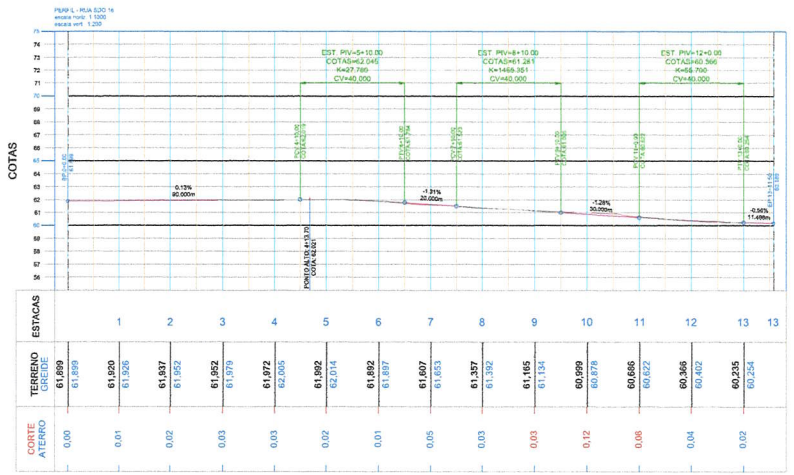 PERFIL - RUA SDO 16
escala horiz. 1:1000
escala vert. 1:200
COTAS
75
74
73
72
71
70
69
68
67
66
65
64
63
62
61
60
59
58
57
56
EST. PIV=5+10.00
COTAS=62.045
CV=40.000
EST. PIV=8+10.00
COTAS=61.261
CV=40.000
EST. PIV=12+0.00
COTAS=60.366
CV=40.000
0.13%
90.000m
-1.31%
20.000m
-1.28%
30.000m
-0.56%
11.498m
PONTO ALTO: 4+13.70
COTA: 62.021
ESTACAS
1 2 3 4 5 6 7 8 9 10 11 12 13 13
TERRENO
61,899 61,920 61,937 61,952 61,972 61,992 61,892 61,607 61,357 61,165 60,999 60,686 60,366 60,235
GREIDE
61,899 61,926 61,952 61,979 62,005 62,014 61,897 61,653 61,392 61,134 60,878 60,622 60,402 60,254
CORTE
ATERRO
0,00 0,01 0,02 0,03 0,03 0,02 0,01 0,05 0,03 0,03 0,12 0,06 0,04 0,02